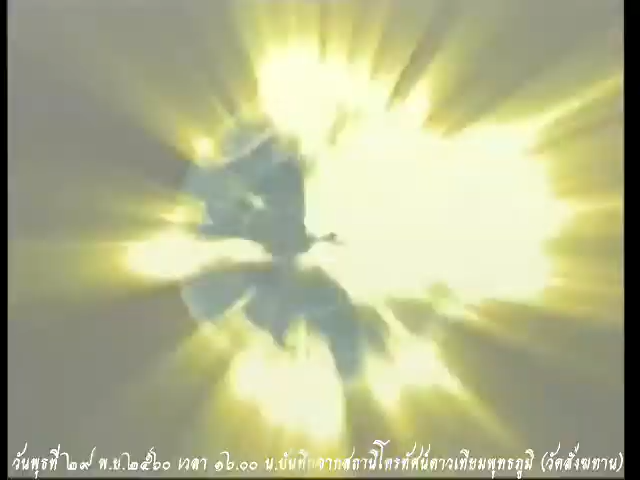 วันพุธที่ ๒๙ พ.ย.๒๕๖๐ เวลา ๑๖.๐๐ น.บันทึกจากสถานีโทรทัศน์ดาวเทียมพุทธภูมิ (วัดสังฆทาน)